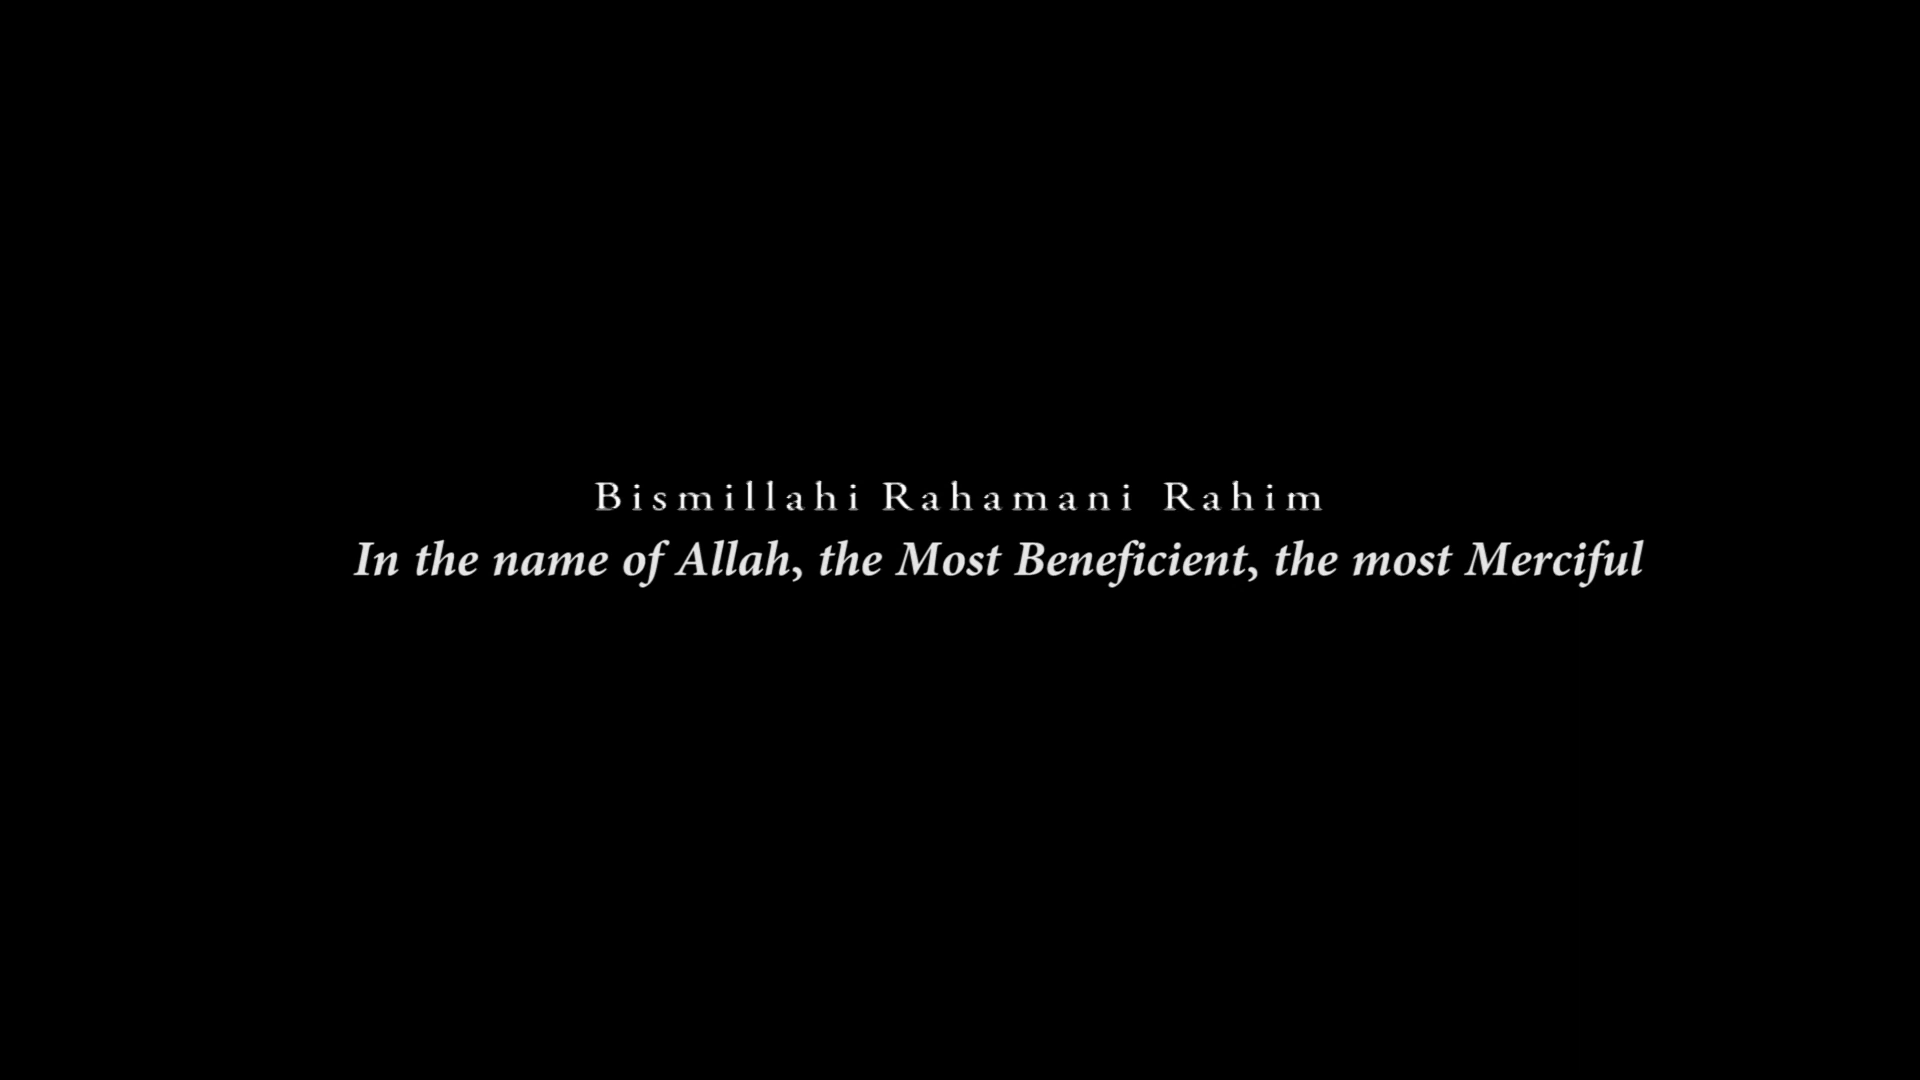 Bismillahi Rahamani Rahim
In the name of Allah, the Most Beneficient, the most Merciful